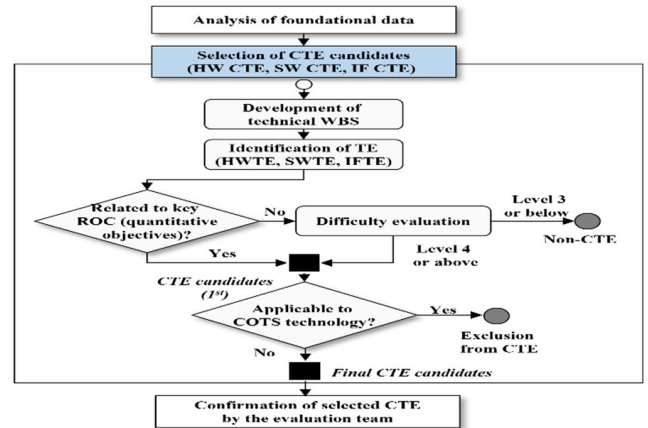 Analysis of foundational data
Selection of CTE candidates
(HW CTE, SW CTE, IF CTE)
Development of
technical WBS
Identification of TE
(HWTE, SWTE, IFTE)
Related to key
ROC (quantitative
objectives)?
No
Difficulty evaluation
Level 3
or below
Non-CTE
Yes
Level 4
or above
CTE candidates
(1st)
Applicable to
COTS technology?
Yes
Exclusion
from CTE
No
Final CTE candidates
Confirmation of selected CTE
by the evaluation team